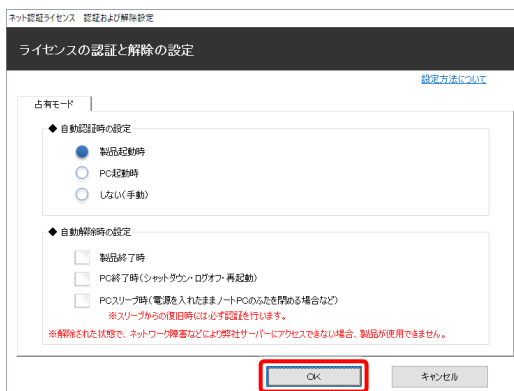 ネット認証ライセンス 認証および解除設定
ライセンスの認証と解除の設定
設定方法について
占有モード
◆ 自動認証時の設定
製品起動時
PC起動時
しない(手動)
◆ 自動解除時の設定
製品終了時
PC終了時(シャットダウン・ログオフ・再起動)
PCスリープ時(電源を入れたままノートPCのふたを閉める場合など)
※スリープからの復旧時には必ず認証を行います。
※解除された状態で、ネットワーク障害などにより弊社サーバーにアクセスできない場合、製品が使用できません。
OK
キャンセル